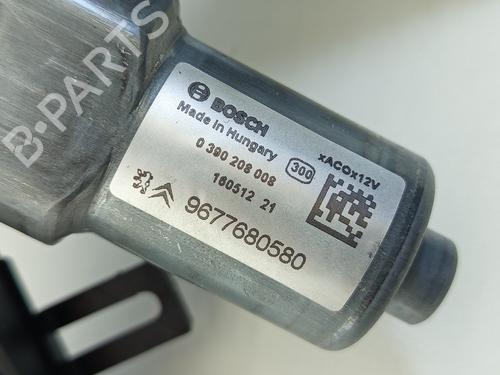 BOSCH
Made in Hungary
0 390 208 008
300
xACOx12V
160512 21
9677680580
B-PARTS